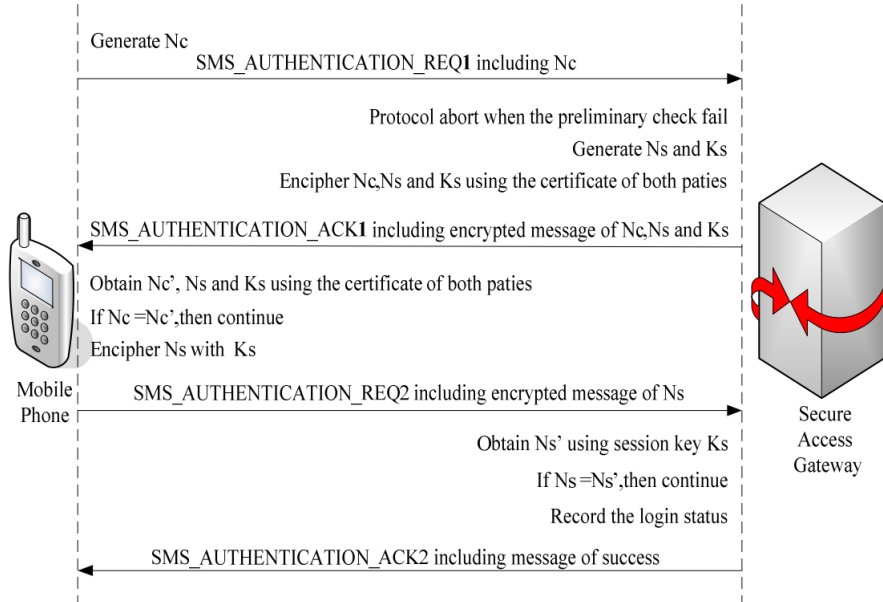 Generate Nc
SMS_AUTHENTICATION_REQ1 including Nc
Protocol abort when the preliminary check fail
Generate Ns and Ks
Encipher Nc,Ns and Ks using the certificate of both paties
SMS_AUTHENTICATION_ACK1 including encrypted message of Nc,Ns and Ks
Obtain Nc’, Ns and Ks using the certificate of both paties
If Nc =Nc’,then continue
Encipher Ns with Ks
Mobile
Phone
SMS_AUTHENTICATION_REQ2 including encrypted message of Ns
Secure
Access
Gateway
Obtain Ns’ using session key Ks
If Ns =Ns’,then continue
Record the login status
SMS_AUTHENTICATION_ACK2 including message of success